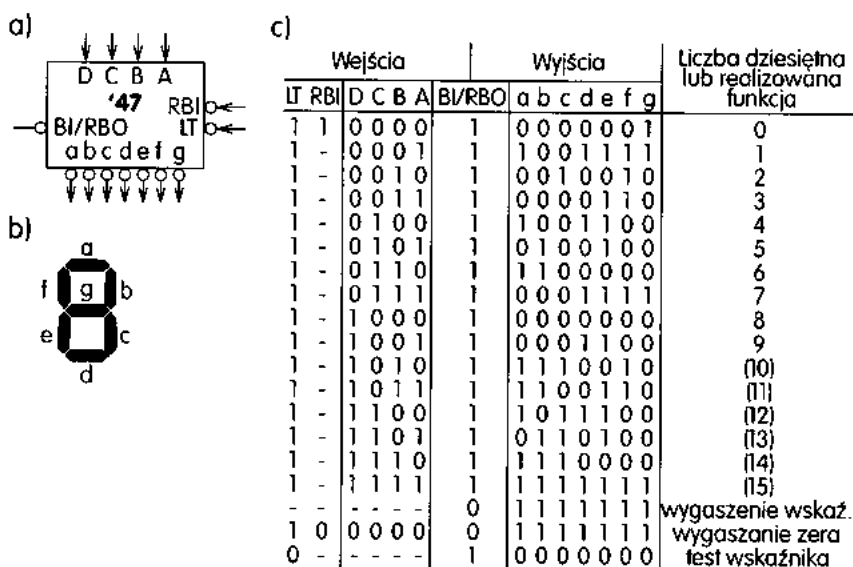 a)
D C B A
'47
RBI
BI/RBO LT
a b c d e f g
b)
a
f g b
e c
d
c)
Wejścia Wyjścia Liczba dziesiętna
lub realizowana
funkcja
LT RBI D C B A BI/RBO a b c d e f g
1 1 0 0 0 0 1 0 0 0 0 0 0 1 0
1 - 0 0 0 1 1 1 0 0 1 1 1 1 1
1 - 0 0 1 0 1 0 0 1 0 0 1 0 2
1 - 0 0 1 1 1 0 0 0 0 1 1 0 3
1 - 0 1 0 0 1 1 0 0 1 1 0 0 4
1 - 0 1 0 1 1 0 1 0 0 1 0 0 5
1 - 0 1 1 0 1 1 1 0 0 0 0 0 6
1 - 0 1 1 1 1 0 0 0 1 1 1 1 7
1 - 1 0 0 0 1 0 0 0 0 0 0 0 8
1 - 1 0 0 1 1 0 0 0 1 1 0 0 9
1 - 1 0 1 0 1 1 1 1 0 0 1 0 (10)
1 - 1 0 1 1 1 1 1 0 0 1 1 0 (11)
1 - 1 1 0 0 1 1 0 1 1 1 0 0 (12)
1 - 1 1 0 1 1 0 1 1 0 1 0 0 (13)
1 - 1 1 1 0 1 1 1 1 0 0 0 0 (14)
1 - 1 1 1 1 1 1 1 1 1 1 1 1 (15)
- - - - - - 0 1 1 1 1 1 1 1 wygaszenie wskaź.
1 0 0 0 0 0 0 1 1 1 1 1 1 1 wygaszanie zera
0 - - - - - 1 0 0 0 0 0 0 0 test wskaźnika